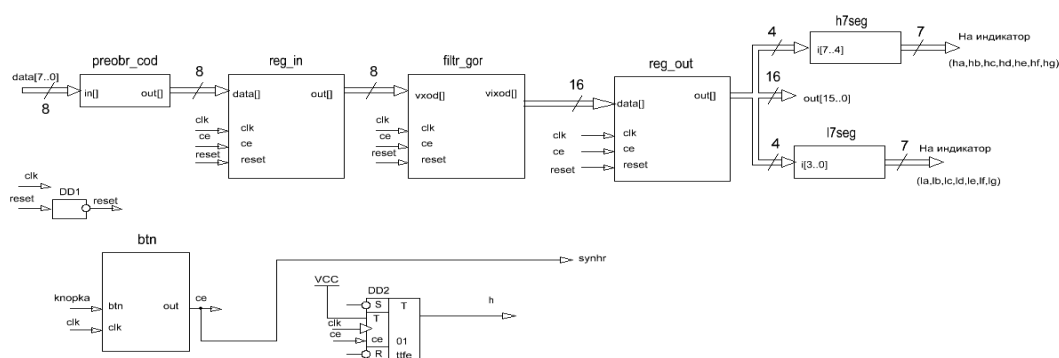 h7seg
4
7
На индикатор
i[7..4]
(ha,hb,hc,hd,he,hf,hg)
preobr_cod
reg_in
filtr_gor
reg_out
data[7..0]
8
in[]
out[]
8
data[]
out[]
8
vxod[]
vixod[]
16
data[]
out[]
16
out[15..0]
clk
ce
reset
clk
ce
reset
clk
ce
reset
clk
ce
reset
clk
ce
reset
clk
ce
reset
l7seg
4
7
На индикатор
i[3..0]
(la,lb,lc,ld,le,lf,lg)
clk
reset
DD1
reset
btn
synhr
knopka
btn
out
ce
clk
clk
VCC
DD2
S
T
h
T
clk
ce
ce
01
R
ttfe